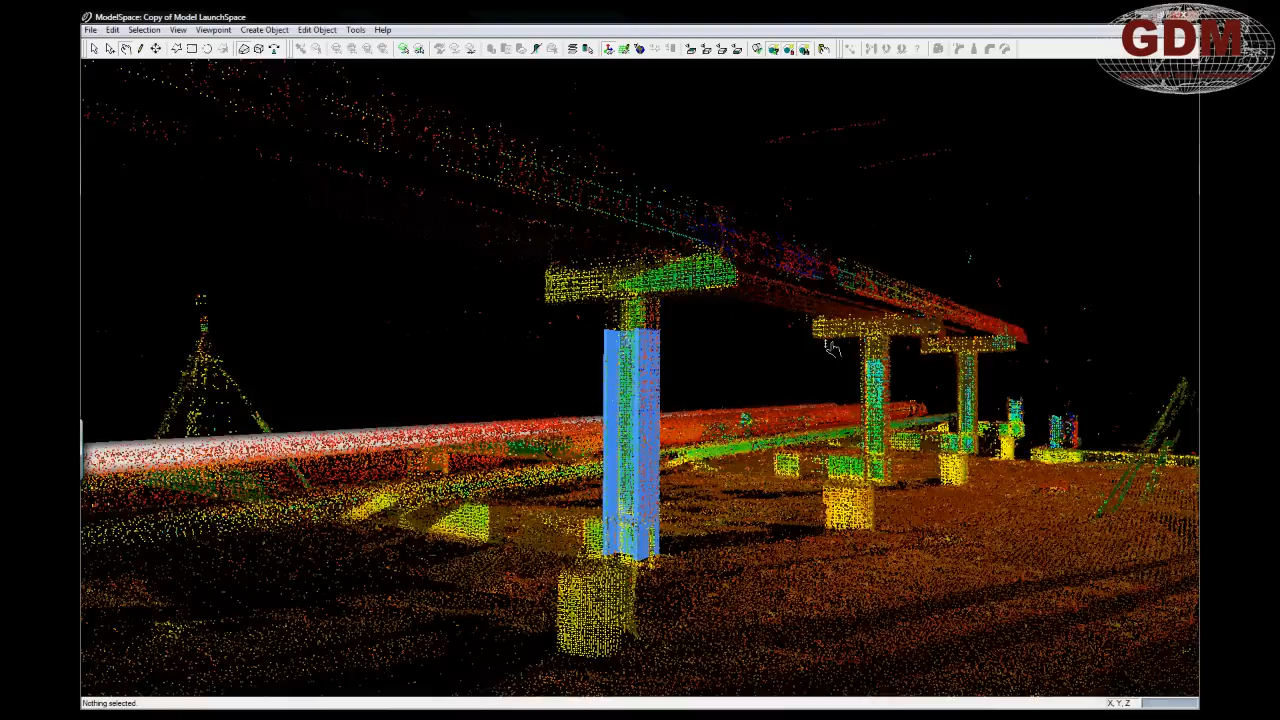 ModelSpace: Copy of Model LaunchSpace
File Edit Selection View Viewpoint Create Object Edit Object Tools Help
GDM
Nothing selected.
X, Y, Z